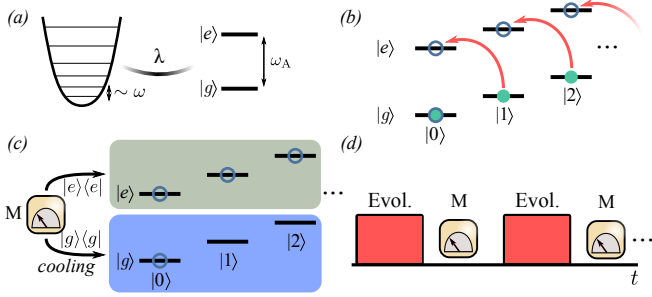 (a)
λ
~ ω
|e⟩
|g⟩
ω_A
(b)
|e⟩
|g⟩
|0⟩
|1⟩
|2⟩
...
(c)
M
|e⟩⟨e|
|g⟩⟨g|
cooling
|e⟩
|g⟩
|0⟩
|1⟩
|2⟩
...
(d)
Evol.
M
Evol.
M
...
t